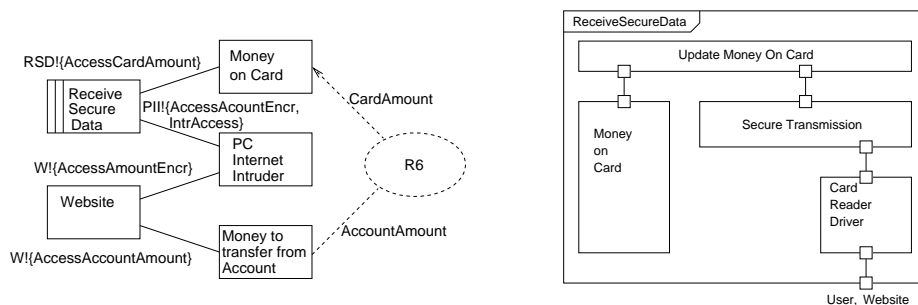 RSD!{AccessCardAmount}
Money
on Card
Receive
Secure
Data
PII!{AccessAcountEncr,
IntrAccess}
CardAmount
PC
Internet
Intruder
W!{AccessAmountEncr}
R6
Website
AccountAmount
Money to
transfer from
Account
W!{AccessAccountAmount}
ReceiveSecureData
Update Money On Card
Money
on
Card
Secure Transmission
Card
Reader
Driver
User, Website